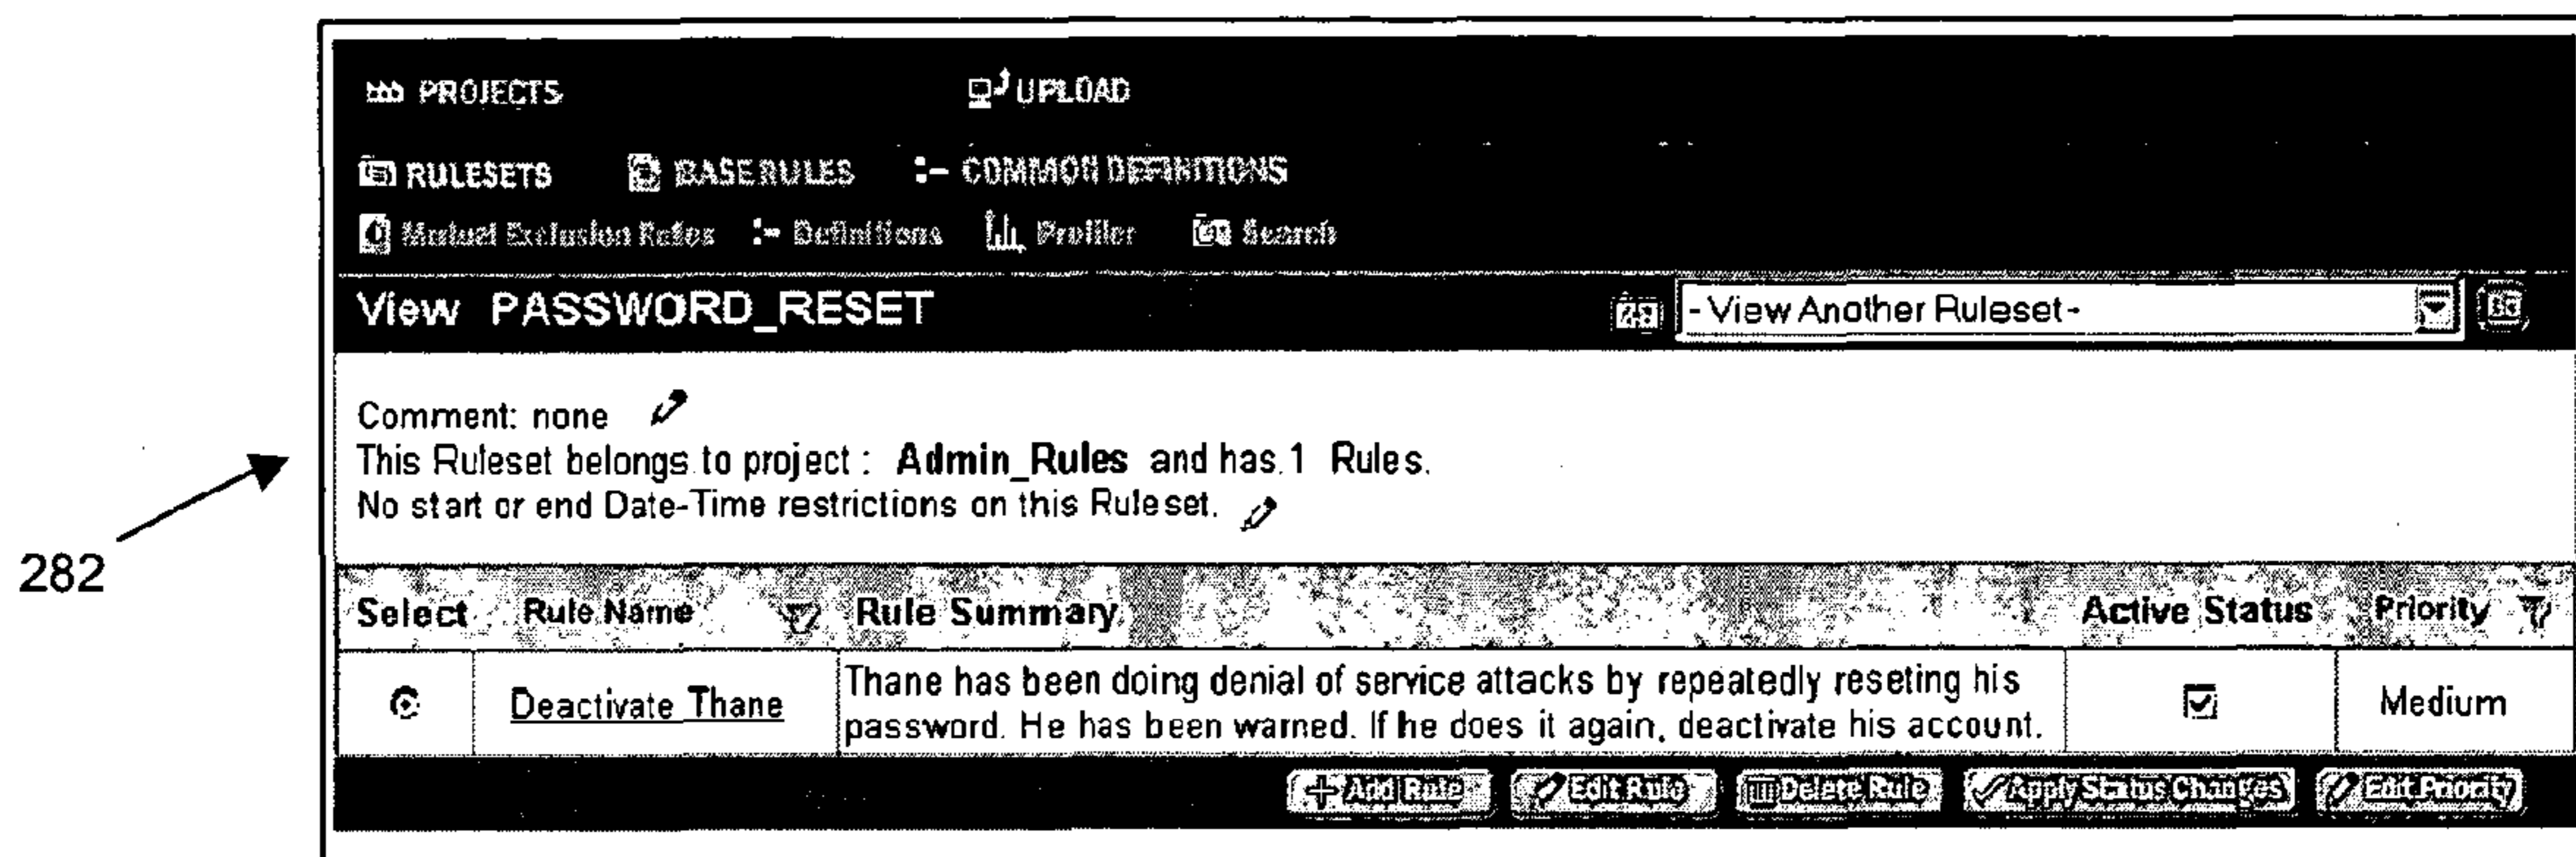 PROJECTS UPLOAD
RULESETS BASERULES :- COMMON DEFINITIONS
Mutual Exclusion Rules :- Definitions Profiler Search
View PASSWORD_RESET - View Another Ruleset-
Comment: none
This Ruleset belongs to project : Admin_Rules and has 1 Rules.
No start or end Date-Time restrictions on this Ruleset.
282
Select Rule Name Rule Summary Active Status Priority
Deactivate Thane Thane has been doing denial of service attacks by repeatedly reseting his
password. He has been warned. If he does it again, deactivate his account. Medium
Add Rule Edit Rule Delete Rule Apply Status Changes Edit Priority